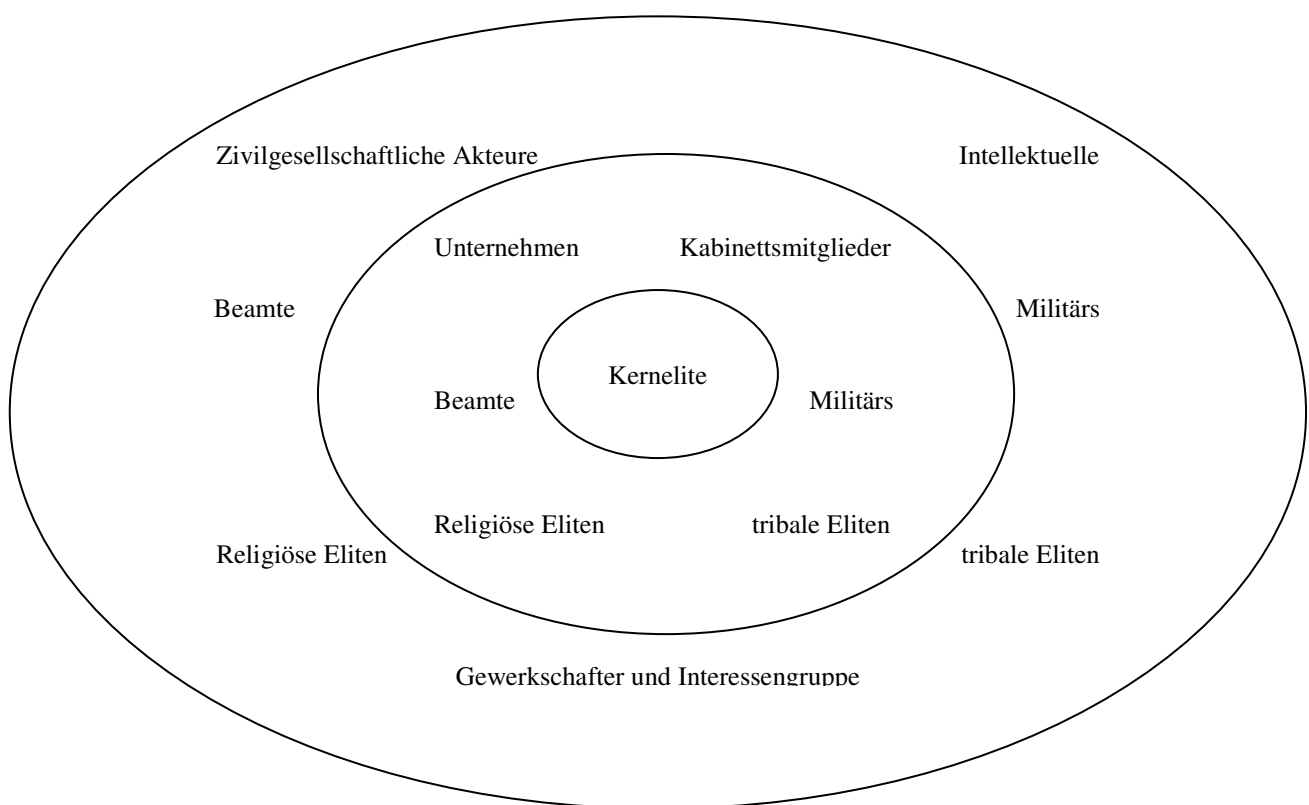 Zivilgesellschaftliche Akteure Intellektuelle
Unternehmen Kabinettsmitglieder
Beamte Militärs
Kernelite
Beamte Militärs
Religiöse Eliten tribale Eliten
Religiöse Eliten tribale Eliten
Gewerkschafter und Interessengruppe